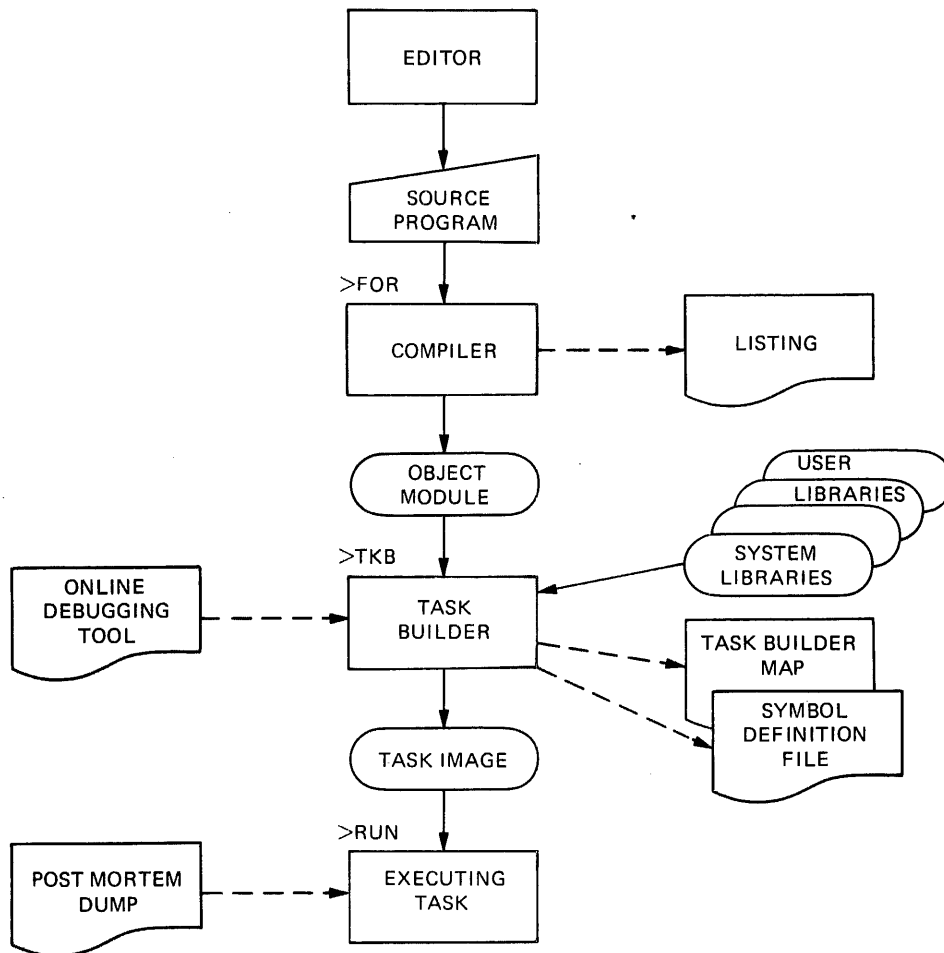 EDITOR
SOURCE
PROGRAM
>FOR
COMPILER
LISTING
OBJECT
MODULE
USER
LIBRARIES
SYSTEM
LIBRARIES
>TKB
ONLINE
DEBUGGING
TOOL
TASK
BUILDER
TASK BUILDER
MAP
SYMBOL
DEFINITION
FILE
TASK IMAGE
>RUN
POST MORTEM
DUMP
EXECUTING
TASK